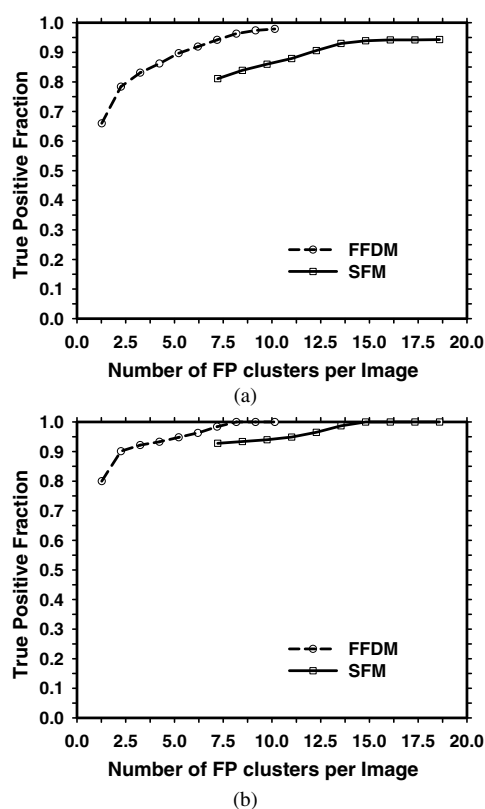 1.0
0.9
0.8
0.7
0.6
0.5
0.4
0.3
0.2
0.1
0.0
True Positive Fraction
FFDM
SFM
0.0 2.5 5.0 7.5 10.0 12.5 15.0 17.5 20.0
Number of FP clusters per Image
(a)
1.0
0.9
0.8
0.7
0.6
0.5
0.4
0.3
0.2
0.1
0.0
True Positive Fraction
FFDM
SFM
0.0 2.5 5.0 7.5 10.0 12.5 15.0 17.5 20.0
Number of FP clusters per Image
(b)